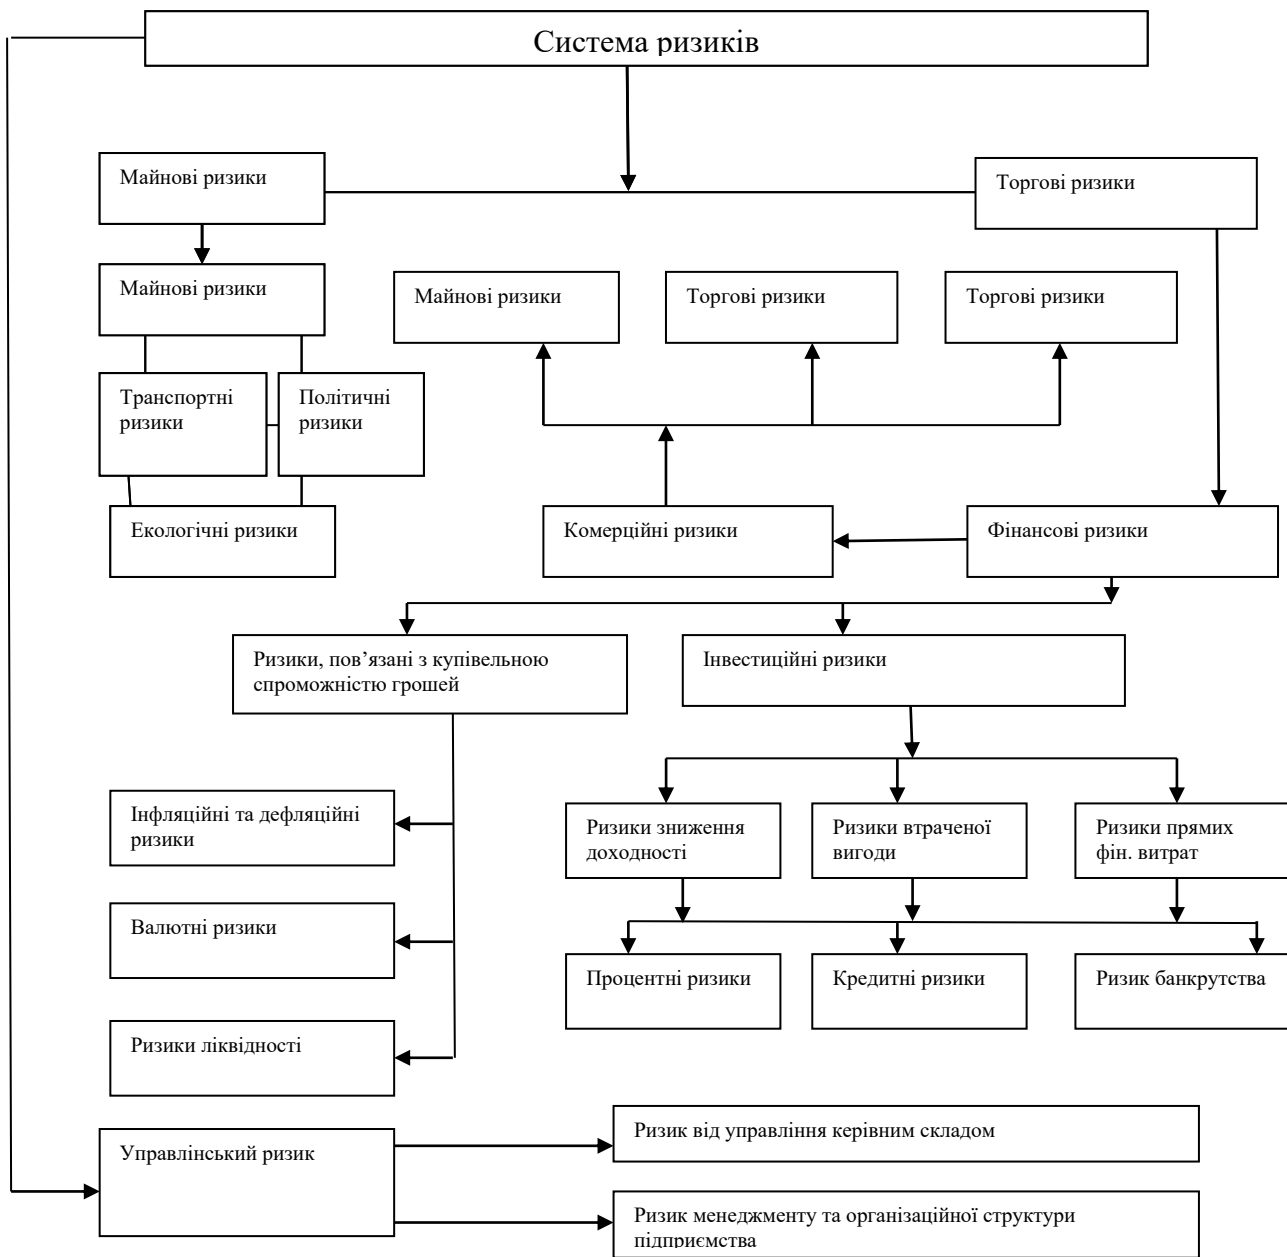 Система ризиків
Майнові ризики
Торгові ризики
Майнові ризики
Майнові ризики
Торгові ризики
Торгові ризики
Транспортні
ризики
Політичні
ризики
Екологічні ризики
Комерційні ризики
Фінансові ризики
Ризики, пов’язані з купівельною
спроможністю грошей
Інвестиційні ризики
Інфляційні та дефляційні
ризики
Ризики зниження
доходності
Ризики втраченої
вигоди
Ризики прямих
фін. витрат
Валютні ризики
Процентні ризики
Кредитні ризики
Ризик банкрутства
Ризики ліквідності
Управлінський ризик
Ризик від управління керівним складом
Ризик менеджменту та організаційної структури
підприємства